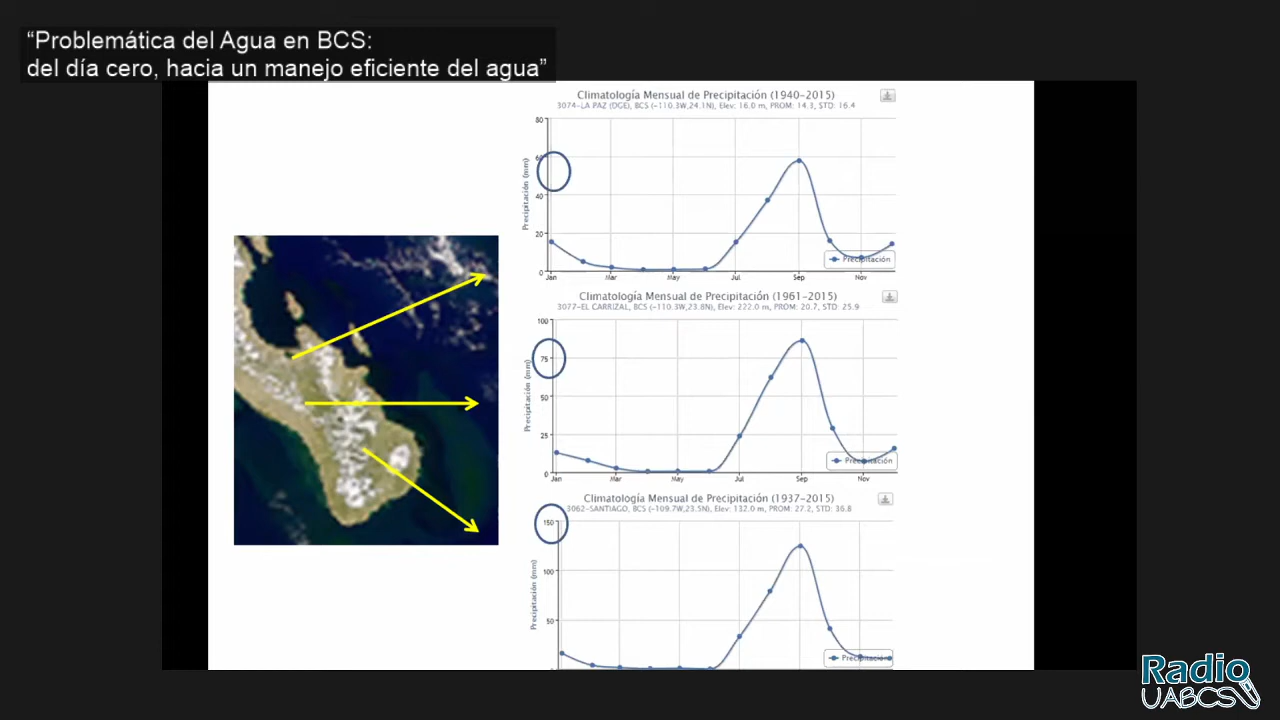 “Problemática del Agua en BCS:
del día cero, hacia un manejo eficiente del agua”
Climatología Mensual de Precipitación (1940-2015)
3074-LA PAZ (DGE), BCS (-110.3W,24.1N), Elev: 16.0 m, PROM: 14.3, STD: 16.4
Precipitación (mm)
80
60
40
20
0
Jan Mar May Jul Sep Nov
Precipitación
Climatología Mensual de Precipitación (1961-2015)
3077-EL CARRIZAL, BCS (-110.3W,23.8N), Elev: 222.0 m, PROM: 20.7, STD: 25.9
Precipitación (mm)
100
75
50
25
0
Jan Mar May Jul Sep Nov
Precipitación
Climatología Mensual de Precipitación (1937-2015)
3062-SANTIAGO, BCS (-109.7W,23.5N), Elev: 132.0 m, PROM: 27.2, STD: 36.8
Precipitación (mm)
150
100
50
Precipitación
Radio
UABCS